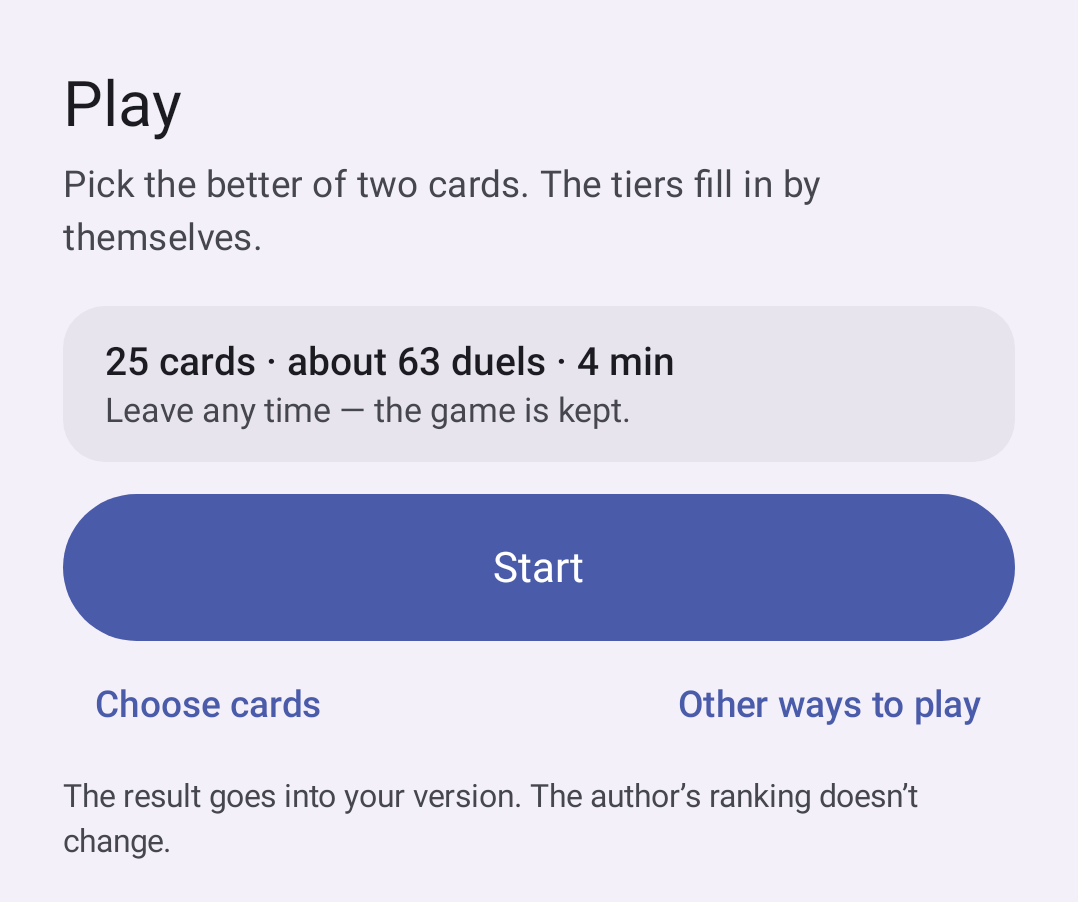 Play
Pick the better of two cards. The tiers fill in by
themselves.
25 cards · about 63 duels · 4 min
Leave any time — the game is kept.
Start
Choose cards
Other ways to play
The result goes into your version. The author’s ranking doesn’t
change.